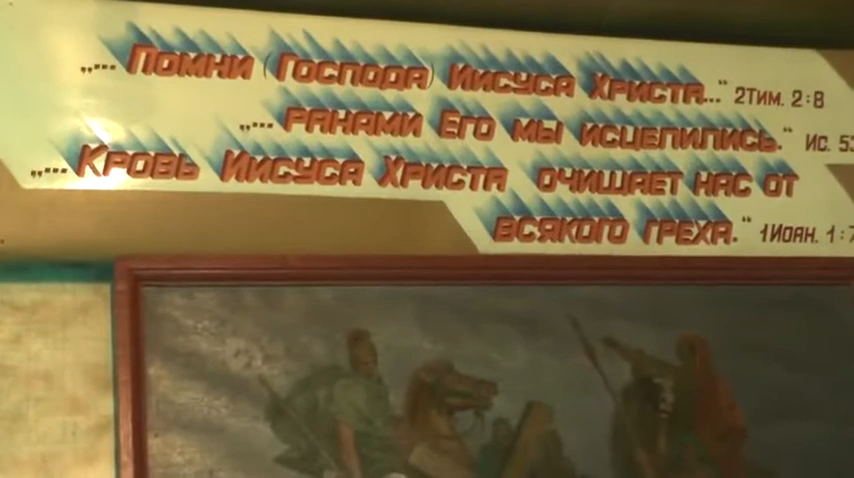 „... Помни (Господа) Иисуса Христа..." 2Тим. 2:8
„... ранами Его мы исцелились." Ис. 53
„... Кровь Иисуса Христа очищает нас от
всякого греха." 1Иоан. 1:7